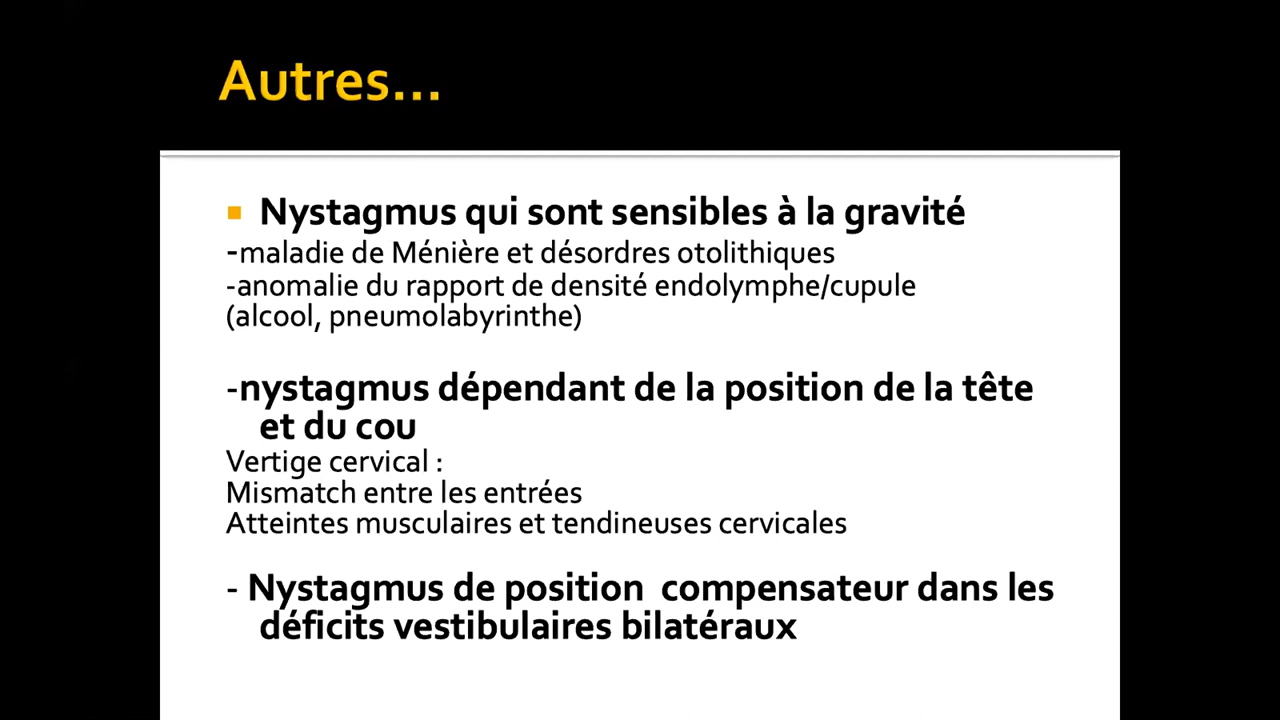 Autres...
Nystagmus qui sont sensibles à la gravité
-maladie de Ménière et désordres otolithiques
-anomalie du rapport de densité endolymphe/cupule
(alcool, pneumolabyrinthe)
-nystagmus dépendant de la position de la tête
et du cou
Vertige cervical :
Mismatch entre les entrées
Atteintes musculaires et tendineuses cervicales
- Nystagmus de position compensateur dans les
déficits vestibulaires bilatéraux